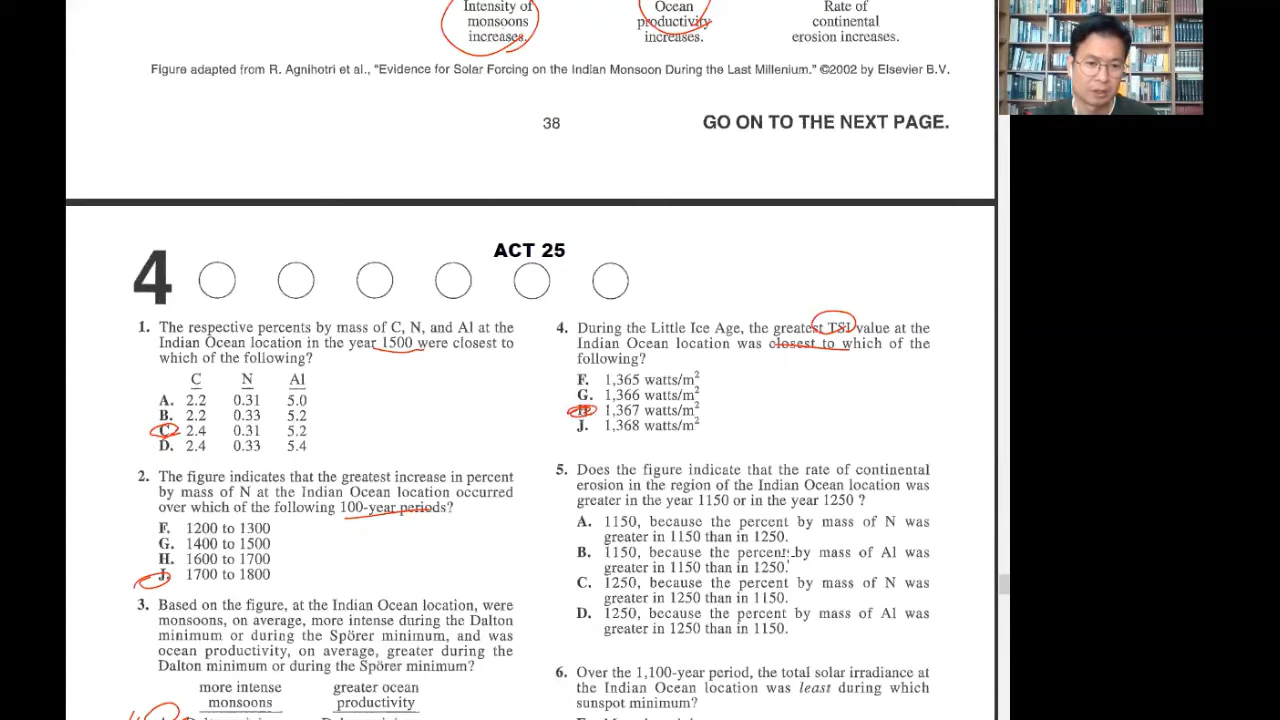 Intensity of
monsoons
increases.
Ocean
productivity
increases.
Rate of
continental
erosion increases.
Figure adapted from R. Agnihotri et al., “Evidence for Solar Forcing on the Indian Monsoon During the Last Millenium.” ©2002 by Elsevier B.V.
38
GO ON TO THE NEXT PAGE.
ACT 25
4
1. The respective percents by mass of C, N, and Al at the
Indian Ocean location in the year 1500 were closest to
which of the following?
C N Al
A. 2.2 0.31 5.0
B. 2.2 0.33 5.2
C. 2.4 0.31 5.2
D. 2.4 0.33 5.4
2. The figure indicates that the greatest increase in percent
by mass of N at the Indian Ocean location occurred
over which of the following 100-year periods?
F. 1200 to 1300
G. 1400 to 1500
H. 1600 to 1700
J. 1700 to 1800
3. Based on the figure, at the Indian Ocean location, were
monsoons, on average, more intense during the Dalton
minimum or during the Spörer minimum, and was
ocean productivity, on average, greater during the
Dalton minimum or during the Spörer minimum?
more intense
monsoons
greater ocean
productivity
4. During the Little Ice Age, the greatest TSI value at the
Indian Ocean location was closest to which of the
following?
F. 1,365 watts/m²
G. 1,366 watts/m²
H. 1,367 watts/m²
J. 1,368 watts/m²
5. Does the figure indicate that the rate of continental
erosion in the region of the Indian Ocean location was
greater in the year 1150 or in the year 1250 ?
A. 1150, because the percent by mass of N was
greater in 1150 than in 1250.
B. 1150, because the percent by mass of Al was
greater in 1150 than in 1250.
C. 1250, because the percent by mass of N was
greater in 1250 than in 1150.
D. 1250, because the percent by mass of Al was
greater in 1250 than in 1150.
6. Over the 1,100-year period, the total solar irradiance at
the Indian Ocean location was least during which
sunspot minimum?